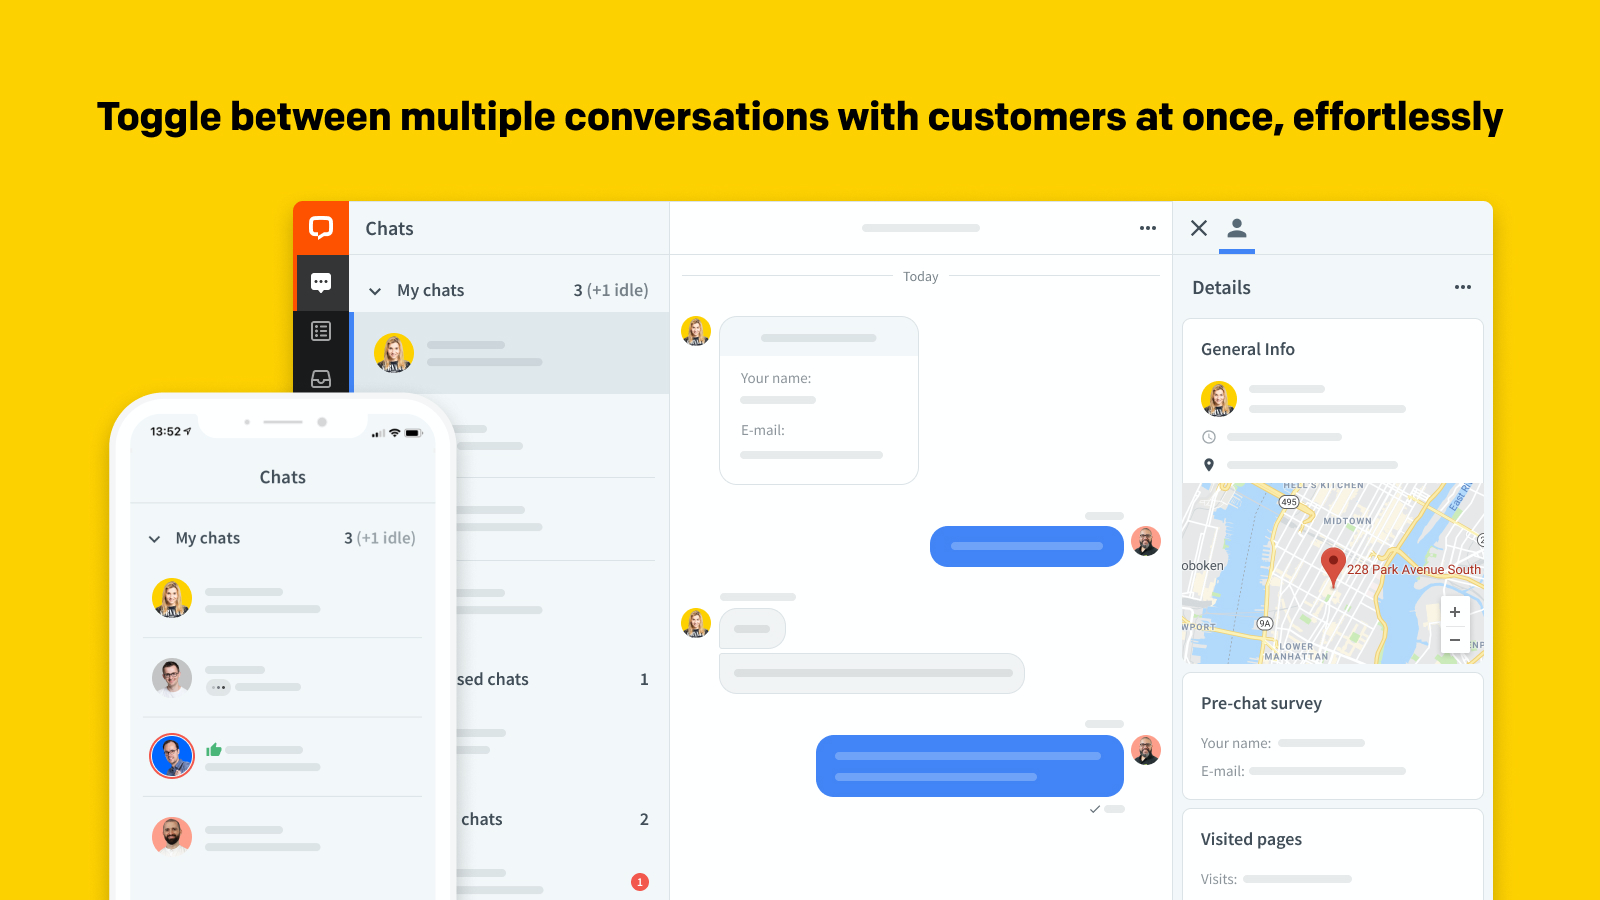 Toggle between multiple conversations with customers at once, effortlessly
Chats
My chats
3 (+1 idle)
sed chats
1
chats
2
1
13:52
Chats
My chats
3 (+1 idle)
Today
Your name:
E-mail:
Details
General Info
HELL'S KITCHEN
495
East Ri
MIDTOWN
oboken
228 Park Avenue South
9A
WPORT
LOWER
MANHATTAN
+
−
Pre-chat survey
Your name:
E-mail:
Visited pages
Visits: